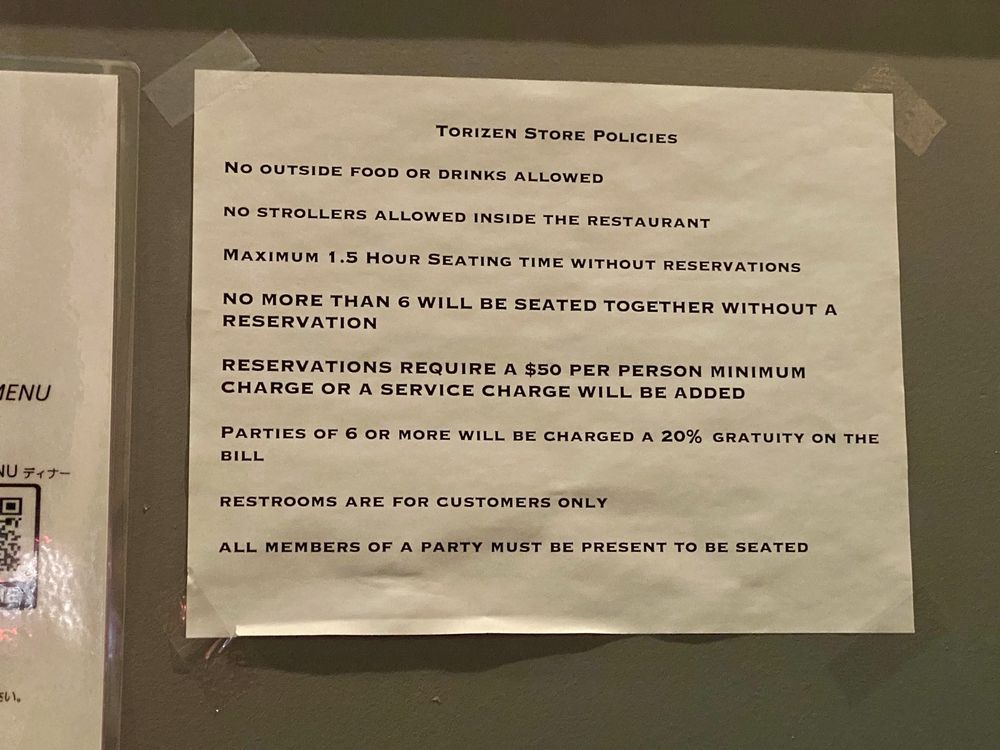 TORIZEN STORE POLICIES
NO OUTSIDE FOOD OR DRINKS ALLOWED
NO STROLLERS ALLOWED INSIDE THE RESTAURANT
MAXIMUM 1.5 HOUR SEATING TIME WITHOUT RESERVATIONS
NO MORE THAN 6 WILL BE SEATED TOGETHER WITHOUT A
RESERVATION
RESERVATIONS REQUIRE A $50 PER PERSON MINIMUM
CHARGE OR A SERVICE CHARGE WILL BE ADDED
PARTIES OF 6 OR MORE WILL BE CHARGED A 20% GRATUITY ON THE
BILL
RESTROOMS ARE FOR CUSTOMERS ONLY
ALL MEMBERS OF A PARTY MUST BE PRESENT TO BE SEATED
MENU
NU ディナー
さい。